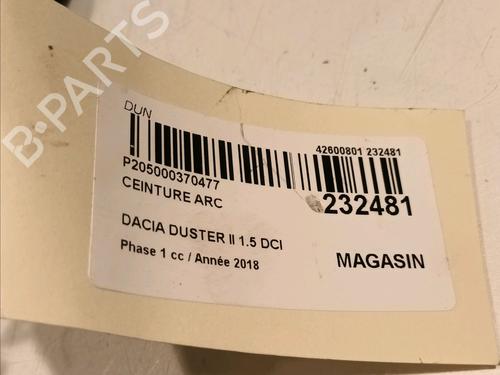 B-PARTS
DUN
42600801 232481
P205000370477
232481
CEINTURE ARC
DACIA DUSTER II 1.5 DCI
Phase 1 cc / Année 2018
MAGASIN